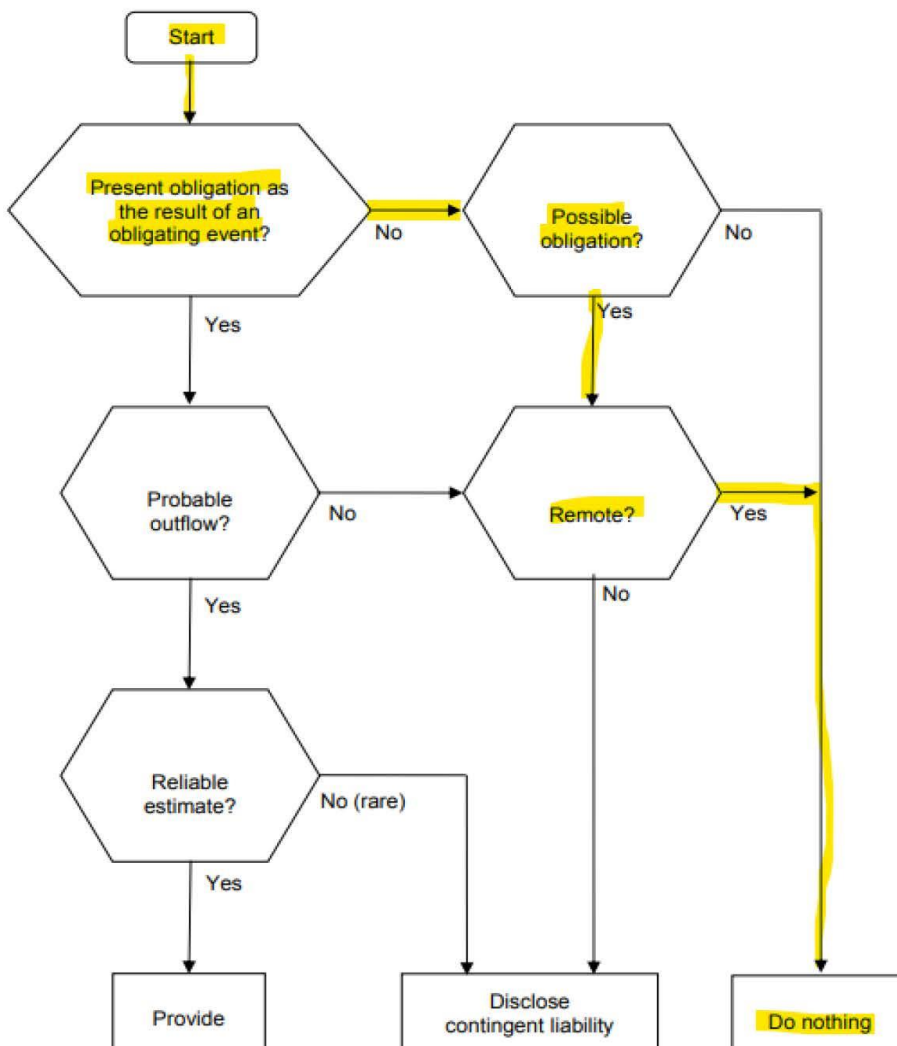 Start
Present obligation as
the result of an
obligating event?
No
Possible
obligation?
No
Yes
Yes
Probable
outflow?
No
Remote?
Yes
Yes
No
Reliable
estimate?
No (rare)
Yes
Provide
Disclose
contingent liability
Do nothing